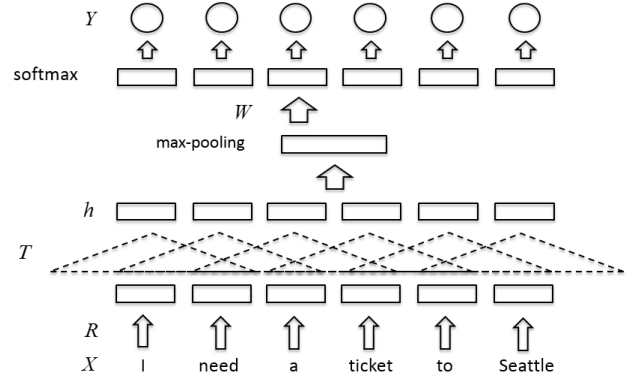 Y
softmax
W
max-pooling
h
T
R
X I need a ticket to Seattle